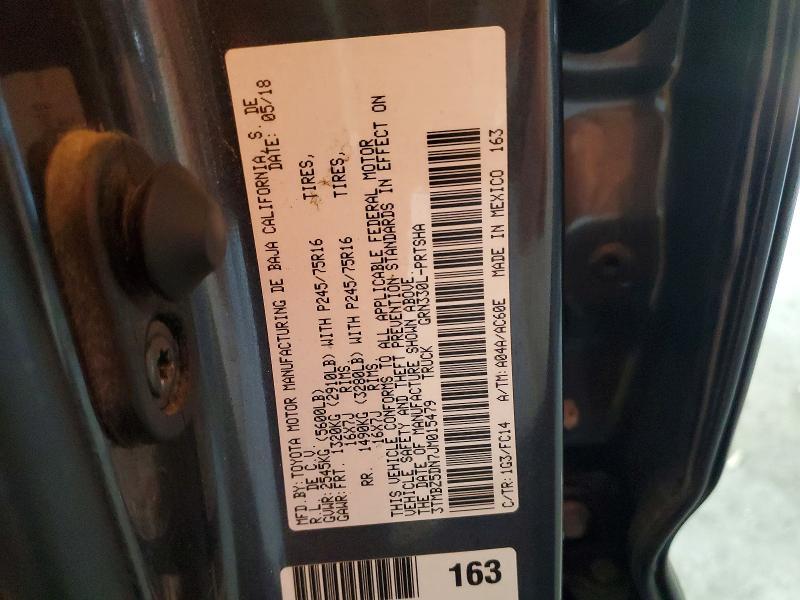 MFD.BY:TOYOTA MOTOR MANUFACTURING DE BAJA CALIFORNIA, S. DE
R.L. DE C.V. DATE: 05/18
GVWR:2545KG (5600LB)
GAWR:FRT. 1320KG (2910LB) WITH P245/75R16 TIRES,
16X7J RIMS,
RR. 1490KG (3280LB) WITH P245/75R16 TIRES,
16X7J RIMS,
THIS VEHICLE CONFORMS TO ALL APPLICABLE FEDERAL MOTOR
VEHICLE SAFETY AND THEFT PREVENTION STANDARDS IN EFFECT ON
THE DATE OF MANUFACTURE SHOWN ABOVE.
3TMBZ5DN7JM015479 TRUCK GRN330L-PRTSHA
C/TR:1G3/FC14 A/TM:A04A/AC60E MADE IN MEXICO 163
163